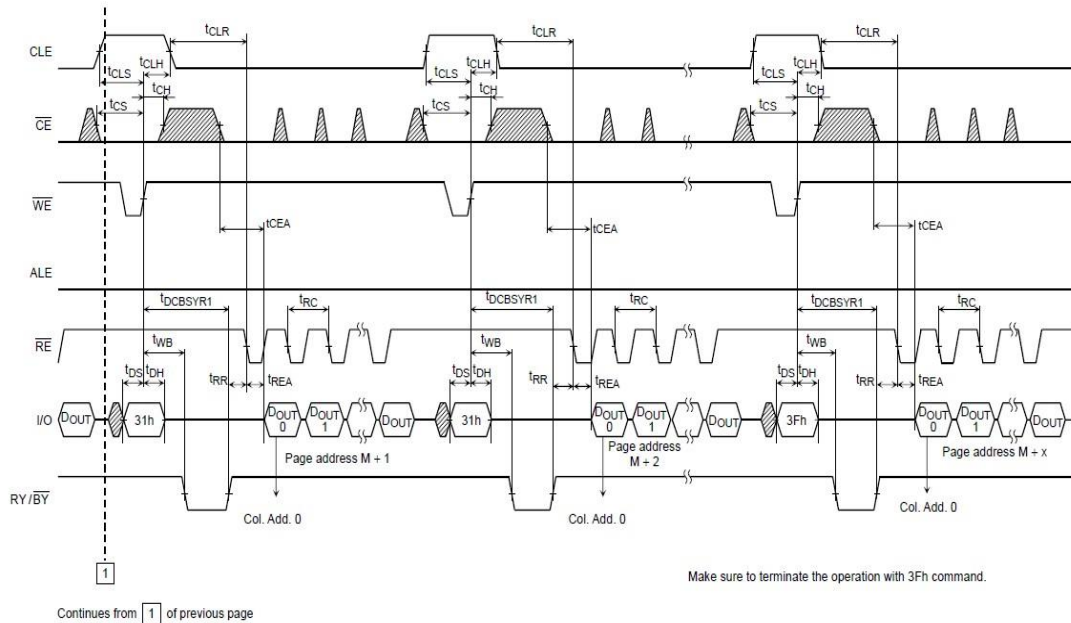 tCLR tCLR tCLR
CLE
tCLS tCLH tCLS tCLH tCLS tCLH
tCS tCH tCS tCH tCS tCH
CE
WE
tCEA tCEA tCEA
ALE
tDCBSYR1 tRC tDCBSYR1 tRC tDCBSYR1 tRC
RE
tWB tWB tWB
tDS tDH tRR tREA tDS tDH tRR tREA tDS tDH tRR tREA
I/O DOUT 31h DOUT 0 DOUT 1 DOUT 31h DOUT 0 DOUT 1 DOUT 3Fh DOUT 0 DOUT 1 DOUT
Page address M + 1 Page address M + 2 Page address M + x
RY/BY
Col. Add. 0 Col. Add. 0 Col. Add. 0
1
Make sure to terminate the operation with 3Fh command.
Continues from 1 of previous page